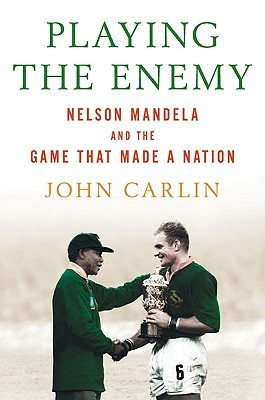 PLAYING
THE ENEMY
NELSON MANDELA
AND THE
GAME THAT MADE A NATION
JOHN CARLIN
6